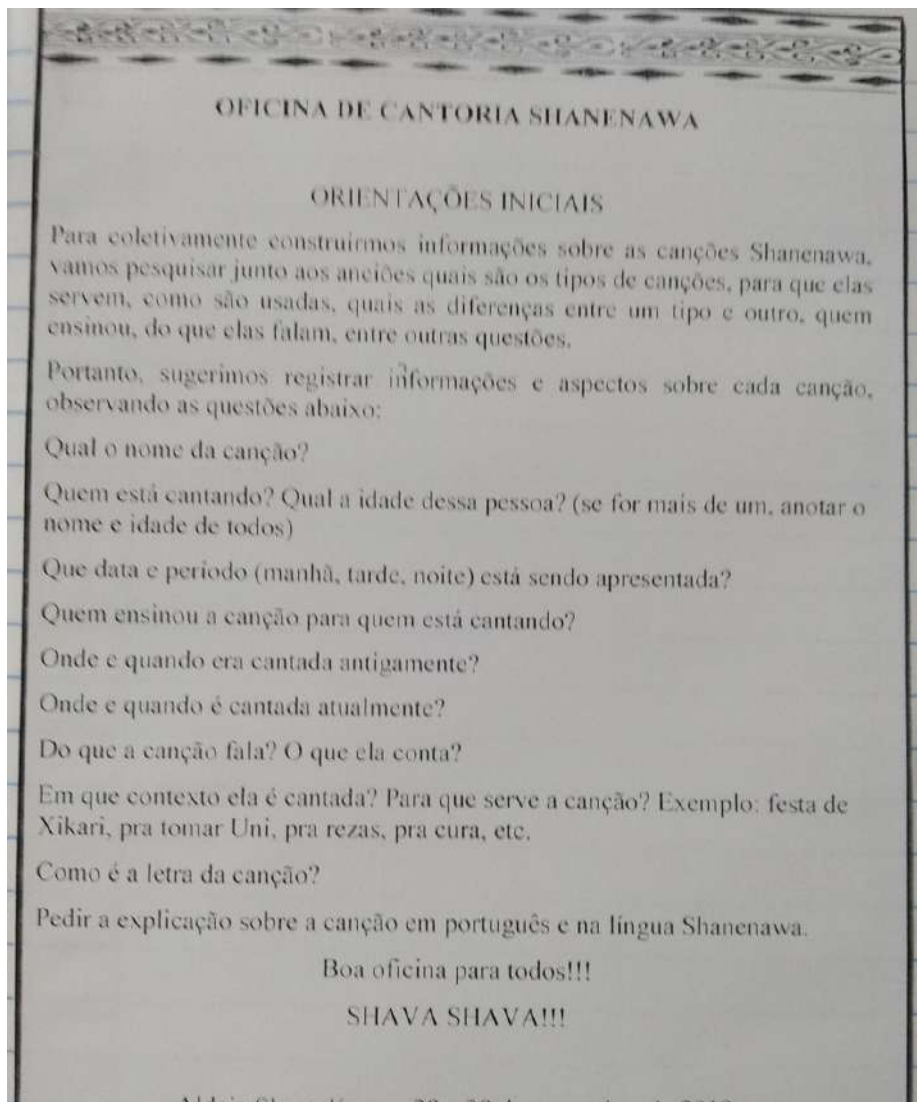 OFICINA DE CANTORIA SHANENAWA
ORIENTAÇÕES INICIAIS
Para coletivamente construirmos informações sobre as canções Shanenawa,
vamos pesquisar junto aos anciões quais são os tipos de canções, para que elas
servem, como são usadas, quais as diferenças entre um tipo e outro, quem
ensinou, do que elas falam, entre outras questões.
Portanto, sugerimos registrar informações e aspectos sobre cada canção,
observando as questões abaixo:
Qual o nome da canção?
Quem está cantando? Qual a idade dessa pessoa? (se for mais de um, anotar o
nome e idade de todos)
Que data e período (manhã, tarde, noite) está sendo apresentada?
Quem ensinou a canção para quem está cantando?
Onde e quando era cantada antigamente?
Onde e quando é cantada atualmente?
Do que a canção fala? O que ela conta?
Em que contexto ela é cantada? Para que serve a canção? Exemplo: festa de
Xikari, pra tomar Uni, pra rezas, pra cura, etc.
Como é a letra da canção?
Pedir a explicação sobre a canção em português e na língua Shanenawa.
Boa oficina para todos!!!
SHAVA SHAVA!!!